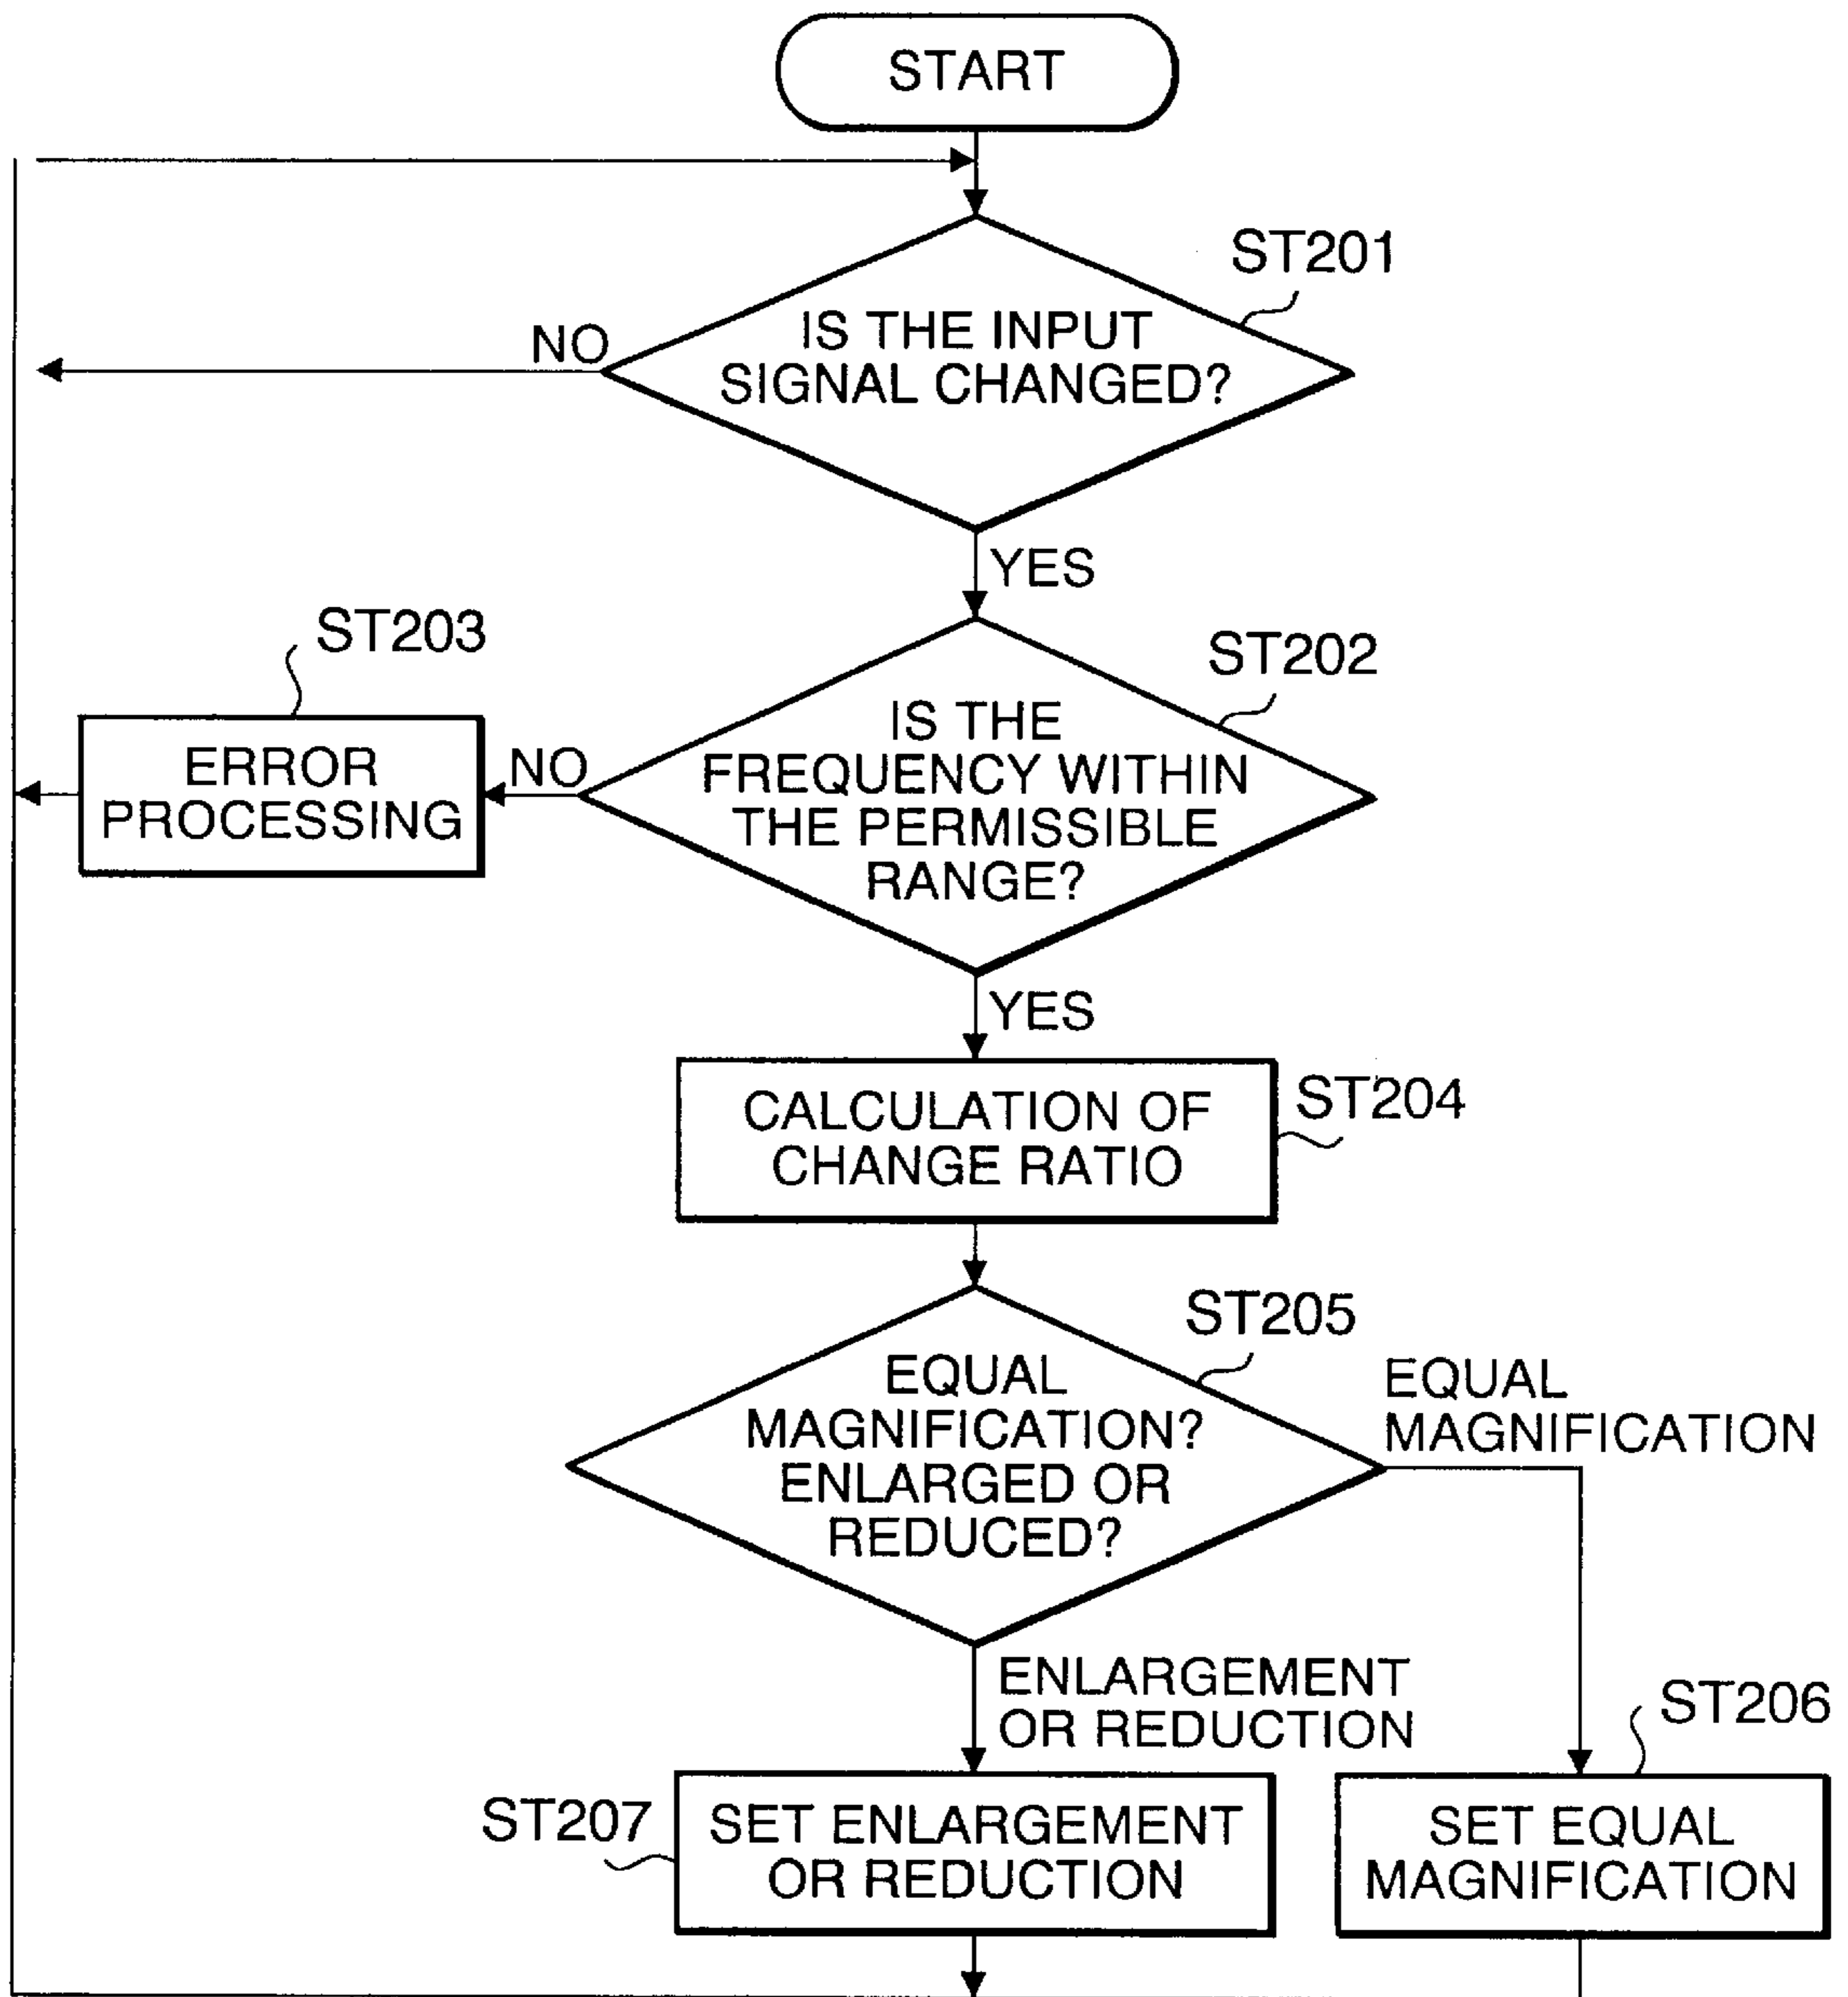 START
ST201
IS THE INPUT
SIGNAL CHANGED?
NO
YES
ST203
ST202
IS THE
FREQUENCY WITHIN
THE PERMISSIBLE
RANGE?
NO
ERROR
PROCESSING
YES
CALCULATION OF
CHANGE RATIO
ST204
ST205
EQUAL
MAGNIFICATION?
ENLARGED OR
REDUCED?
EQUAL
MAGNIFICATION
ENLARGEMENT
OR REDUCTION
ST206
ST207
SET ENLARGEMENT
OR REDUCTION
SET EQUAL
MAGNIFICATION